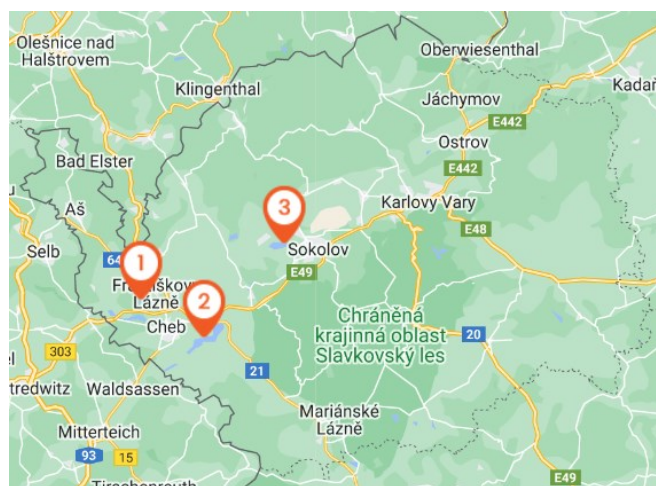 Olešnice nad
Halštrovem
Oberwiesenthal
Kadaň
Klingenthal
Jáchymov
E442
Ostrov
Bad Elster
E442
Karlovy Vary
Aš
3
Selb
64
Sokolov
E48
1
E49
Františkovy
Lázně
2
Cheb
Chráněná
krajinná oblast
Slavkovský les
303
20
21
tredwitz
Waldsassen
Mariánské
Lázně
Mitterteich
93
15
E49
Tirschenreuth